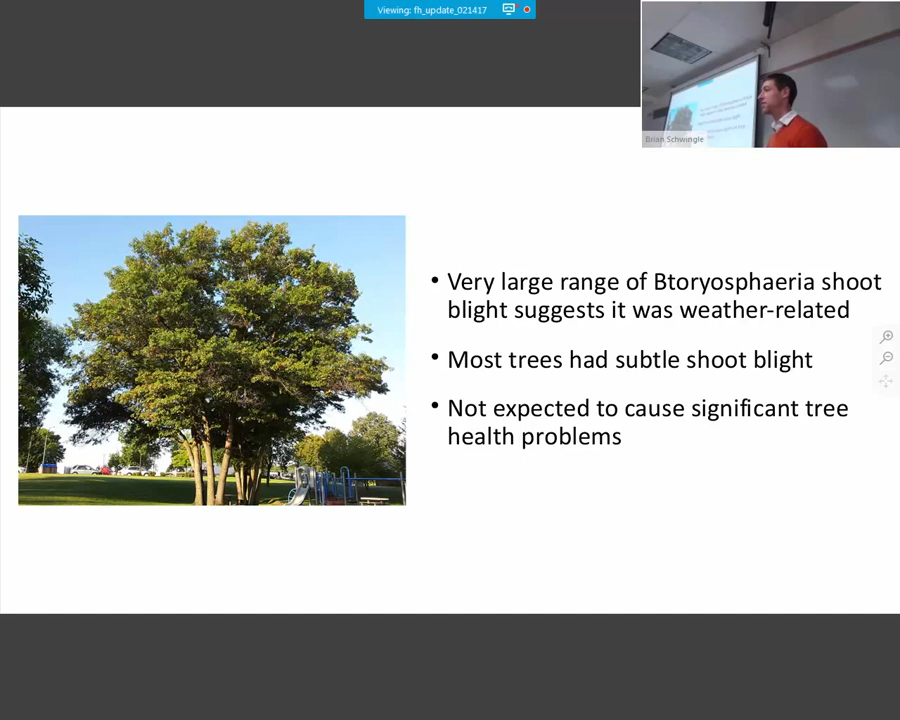 Viewing: fh_update_021417
Brian Schwingle
• Very large range of Btoryosphaeria shoot
blight suggests it was weather-related
• Most trees had subtle shoot blight
• Not expected to cause significant tree
health problems